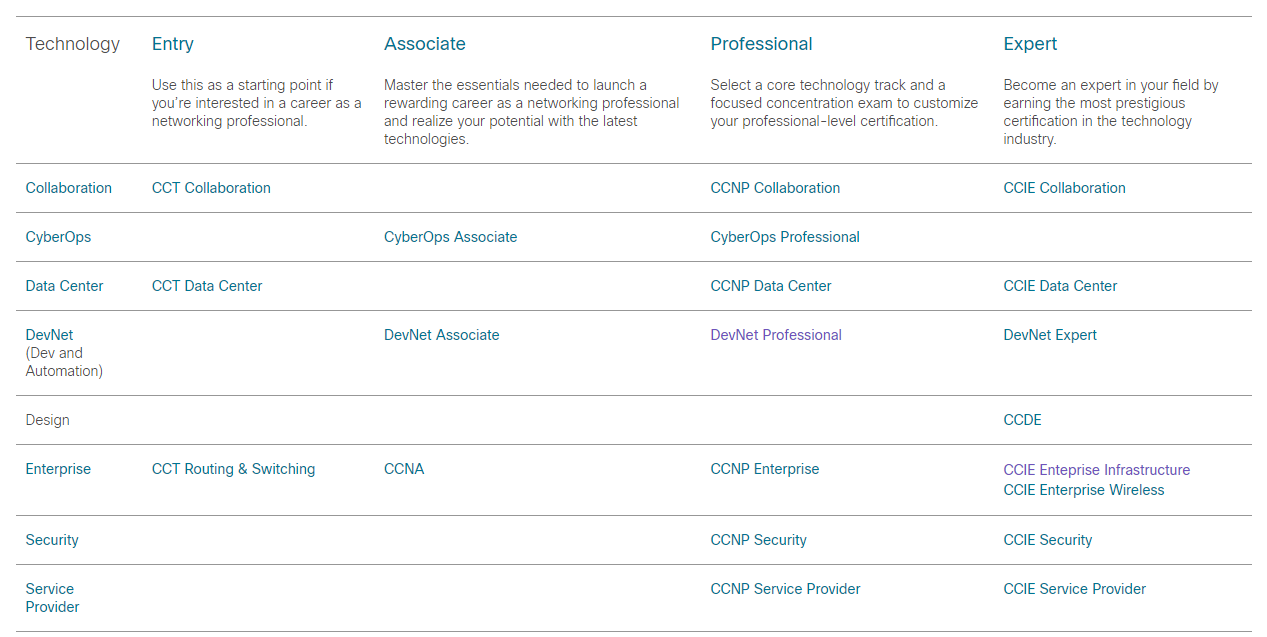 Technology Entry Associate Professional Expert
Use this as a starting point if
you're interested in a career as a
networking professional.
Master the essentials needed to launch a
rewarding career as a networking professional
and realize your potential with the latest
technologies.
Select a core technology track and a
focused concentration exam to customize
your professional-level certification.
Become an expert in your field by
earning the most prestigious
certification in the technology
industry.
Collaboration CCT Collaboration CCNP Collaboration CCIE Collaboration
CyberOps CyberOps Associate CyberOps Professional
Data Center CCT Data Center CCNP Data Center CCIE Data Center
DevNet DevNet Associate DevNet Professional DevNet Expert
(Dev and
Automation)
Design CCDE
Enterprise CCT Routing & Switching CCNA CCNP Enterprise CCIE Enteprise Infrastructure
CCIE Enterprise Wireless
Security CCNP Security CCIE Security
Service CCNP Service Provider CCIE Service Provider
Provider